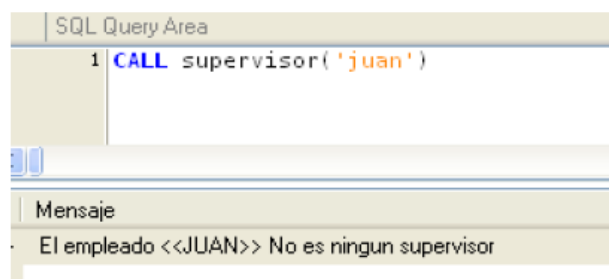 SQL Query Area
1 CALL supervisor('juan')
Mensaje
El empleado <<JUAN>> No es ningun supervisor